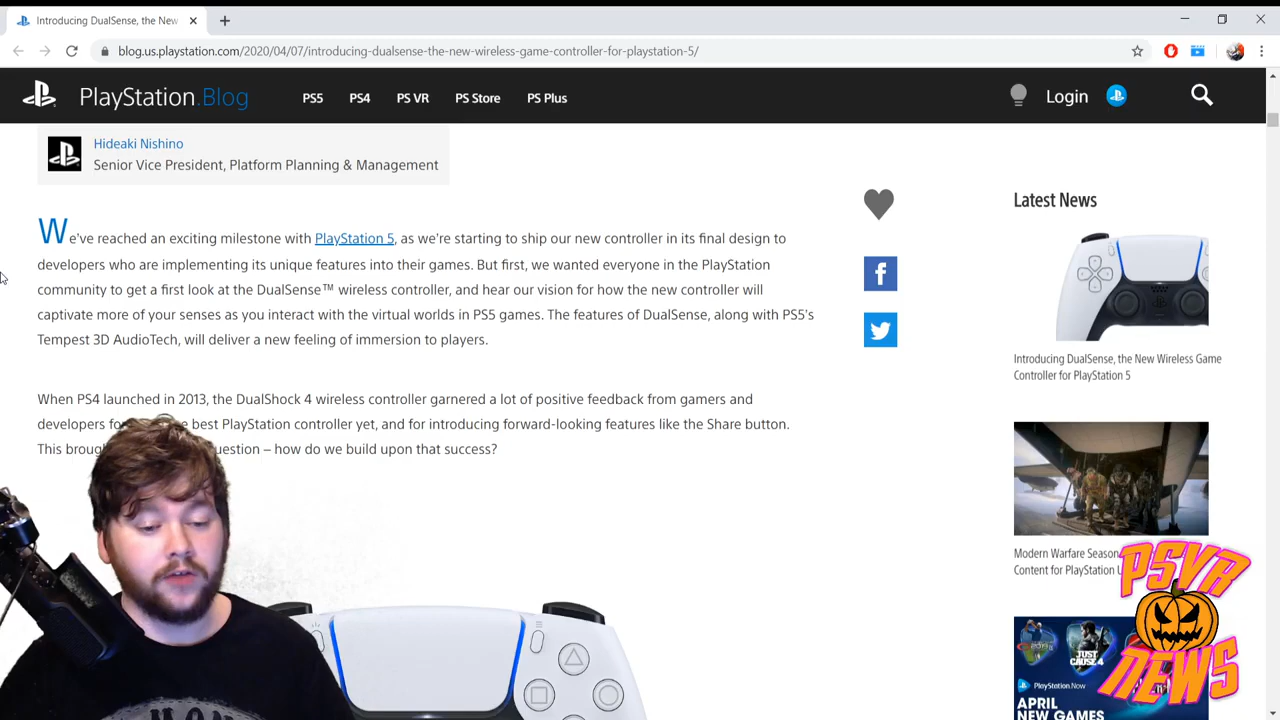 Introducing DualSense, the New
blog.us.playstation.com/2020/04/07/introducing-dualsense-the-new-wireless-game-controller-for-playstation-5/
PlayStation.Blog PS5 PS4 PS VR PS Store PS Plus Login
Hideaki Nishino
Senior Vice President, Platform Planning & Management
We've reached an exciting milestone with PlayStation 5, as we're starting to ship our new controller in its final design to
developers who are implementing its unique features into their games. But first, we wanted everyone in the PlayStation
community to get a first look at the DualSense™ wireless controller, and hear our vision for how the new controller will
captivate more of your senses as you interact with the virtual worlds in PS5 games. The features of DualSense, along with PS5's
Tempest 3D AudioTech, will deliver a new feeling of immersion to players.
When PS4 launched in 2013, the DualShock 4 wireless controller garnered a lot of positive feedback from gamers and
developers best PlayStation controller yet, and for introducing forward-looking features like the Share button.
This question – how do we build upon that success?
Latest News
Introducing DualSense, the New Wireless Game
Controller for PlayStation 5
Modern Warfare Season
Content for PlayStation
JUST
CAUSE 4
PlayStation Now
APRIL
NEW GAMES
PSVR
NEWS